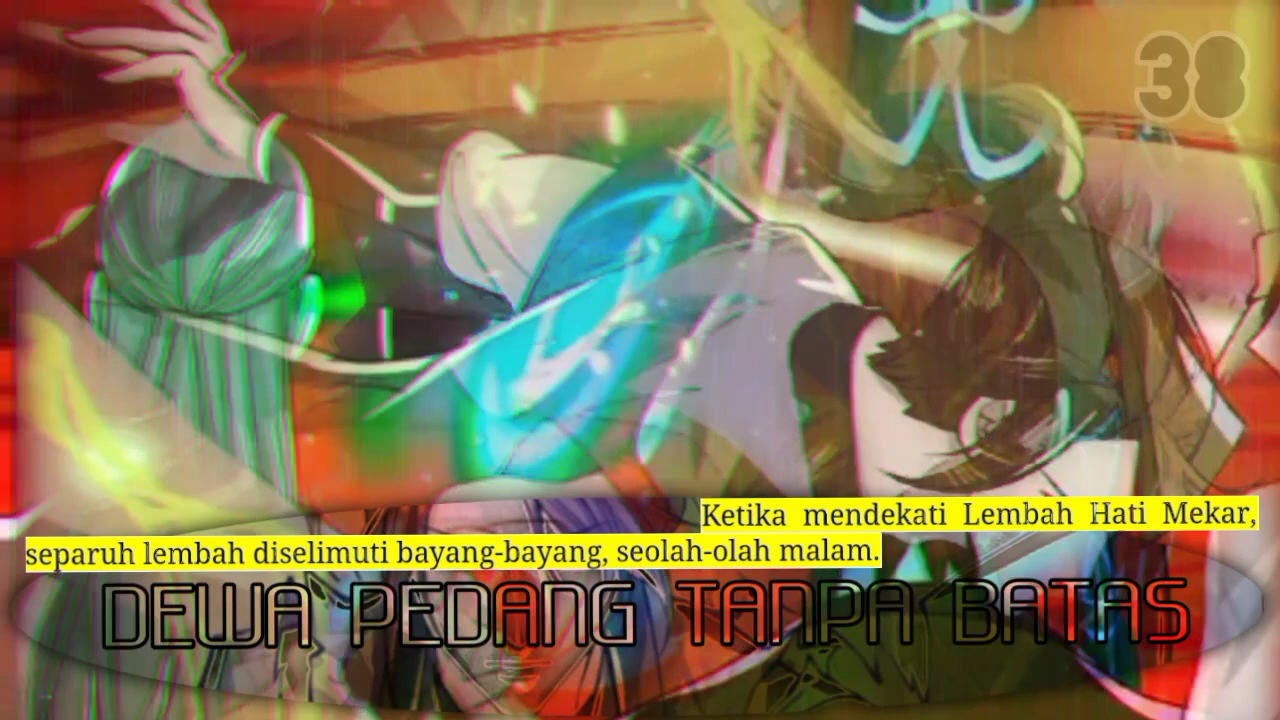 38
Ketika mendekati Lembah Hati Mekar,
separuh lembah diselimuti bayang-bayang, seolah-olah malam.
DEWA PEDANG TANPA BATAS